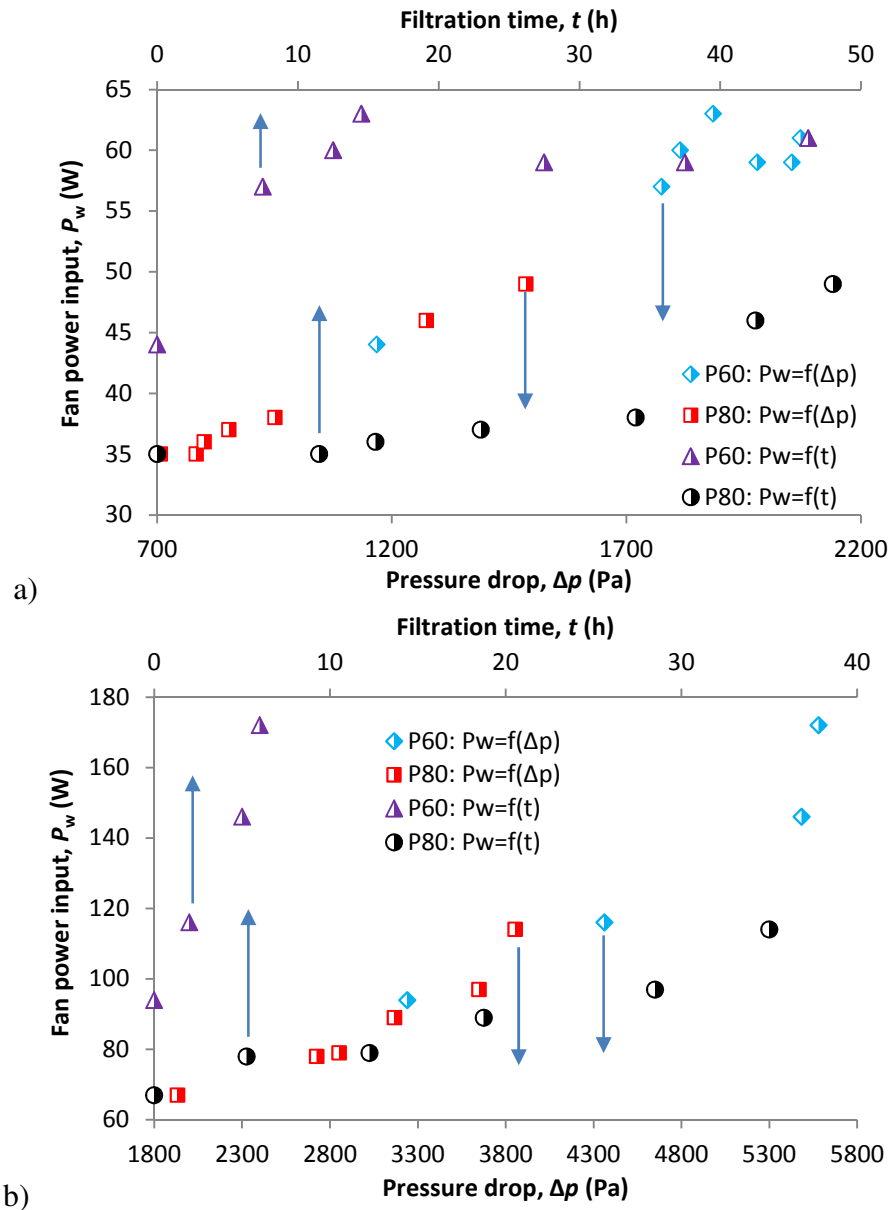 Filtration time, t (h)
0 10 20 30 40 50
65
60
55
50
45
40
35
30
Fan power input, Pw (W)
P60: Pw=f(Δp)
P80: Pw=f(Δp)
P60: Pw=f(t)
P80: Pw=f(t)
700 1200 1700 2200
Pressure drop, Δp (Pa)
a)
Filtration time, t (h)
0 10 20 30 40
180
160
140
120
100
80
60
Fan power input, Pw (W)
P60: Pw=f(Δp)
P80: Pw=f(Δp)
P60: Pw=f(t)
P80: Pw=f(t)
1800 2300 2800 3300 3800 4300 4800 5300 5800
Pressure drop, Δp (Pa)
b)